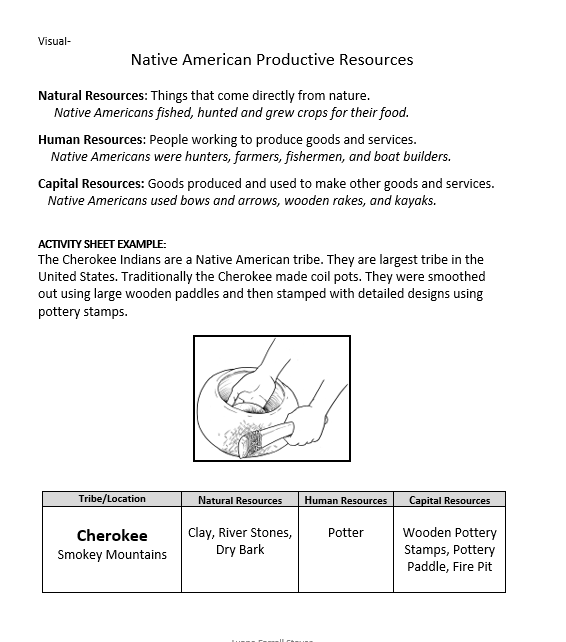 Visual-
Native American Productive Resources
Natural Resources: Things that come directly from nature.
Native Americans fished, hunted and grew crops for their food.
Human Resources: People working to produce goods and services.
Native Americans were hunters, farmers, fishermen, and boat builders.
Capital Resources: Goods produced and used to make other goods and services.
Native Americans used bows and arrows, wooden rakes, and kayaks.
ACTIVITY SHEET EXAMPLE:
The Cherokee Indians are a Native American tribe. They are largest tribe in the
United States. Traditionally the Cherokee made coil pots. They were smoothed
out using large wooden paddles and then stamped with detailed designs using
pottery stamps.
Tribe/Location Natural Resources Human Resources Capital Resources
Cherokee
Smokey Mountains
Clay, River Stones,
Dry Bark
Potter
Wooden Pottery
Stamps, Pottery
Paddle, Fire Pit